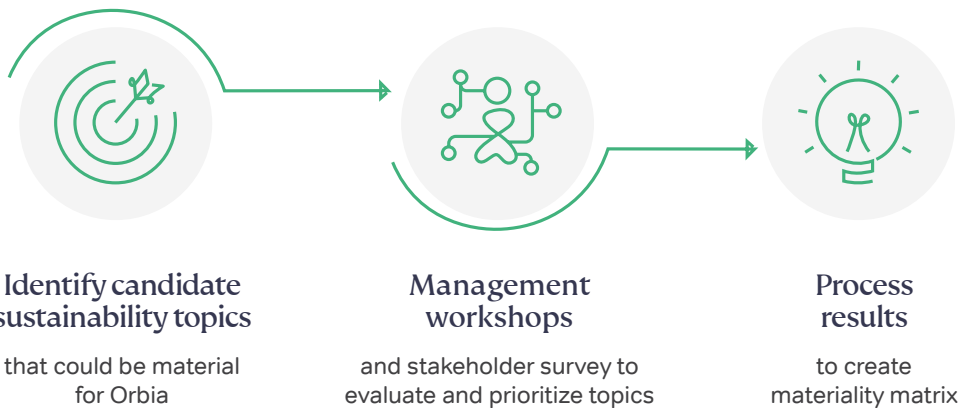 Identify candidate
sustainability topics
that could be material
for Orbia
Management
workshops
and stakeholder survey to
evaluate and prioritize topics
Process
results
to create
materiality matrix